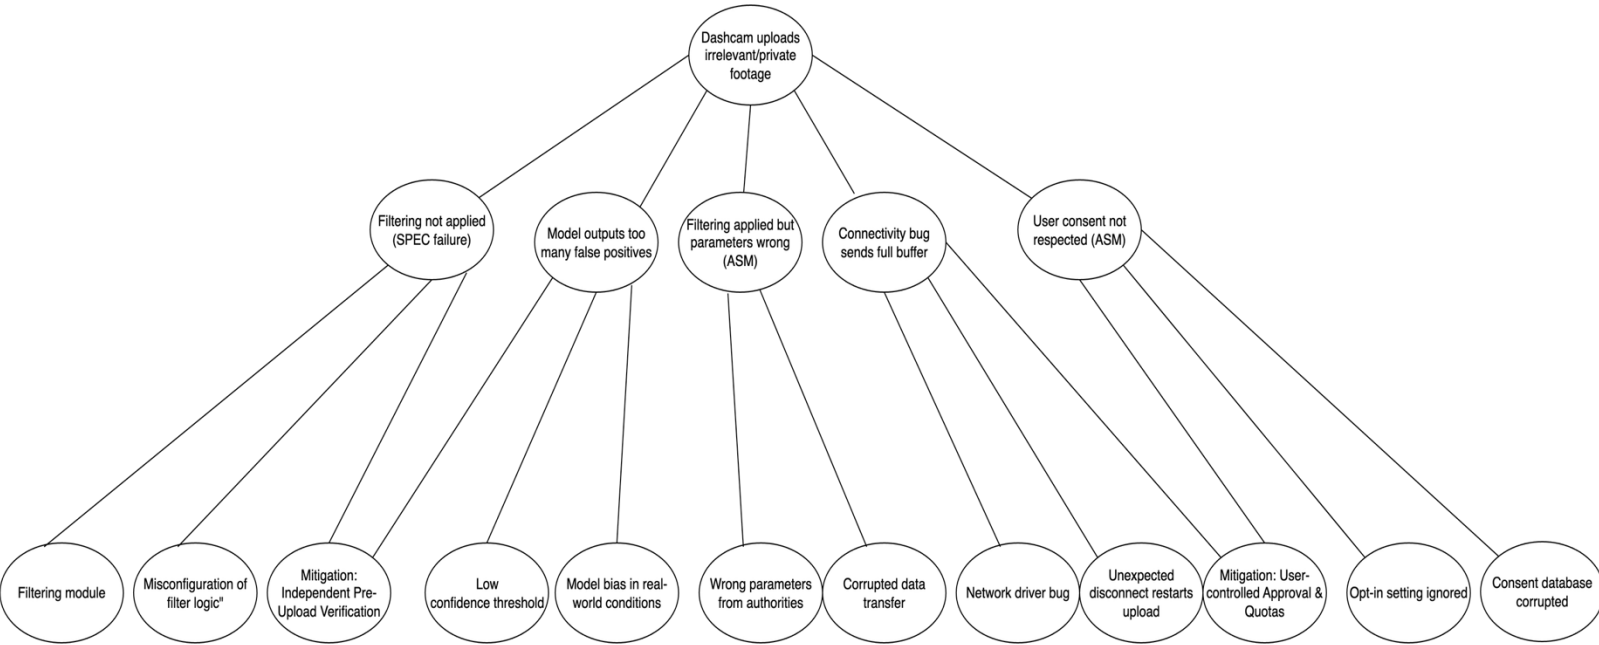 Dashcam uploads
irrelevant/private
footage
Filtering not applied
(SPEC failure)
Model outputs too
many false positives
Filtering applied but
parameters wrong
(ASM)
Connectivity bug
sends full buffer
User consent not
respected (ASM)
Filtering module
Misconfiguration of
filter logic"
Mitigation:
Independent Pre-
Upload Verification
Low
confidence threshold
Model bias in real-
world conditions
Wrong parameters
from authorities
Corrupted data
transfer
Network driver bug
Unexpected
disconnect restarts
upload
Mitigation: User-
controlled Approval &
Quotas
Opt-in setting ignored
Consent database
corrupted